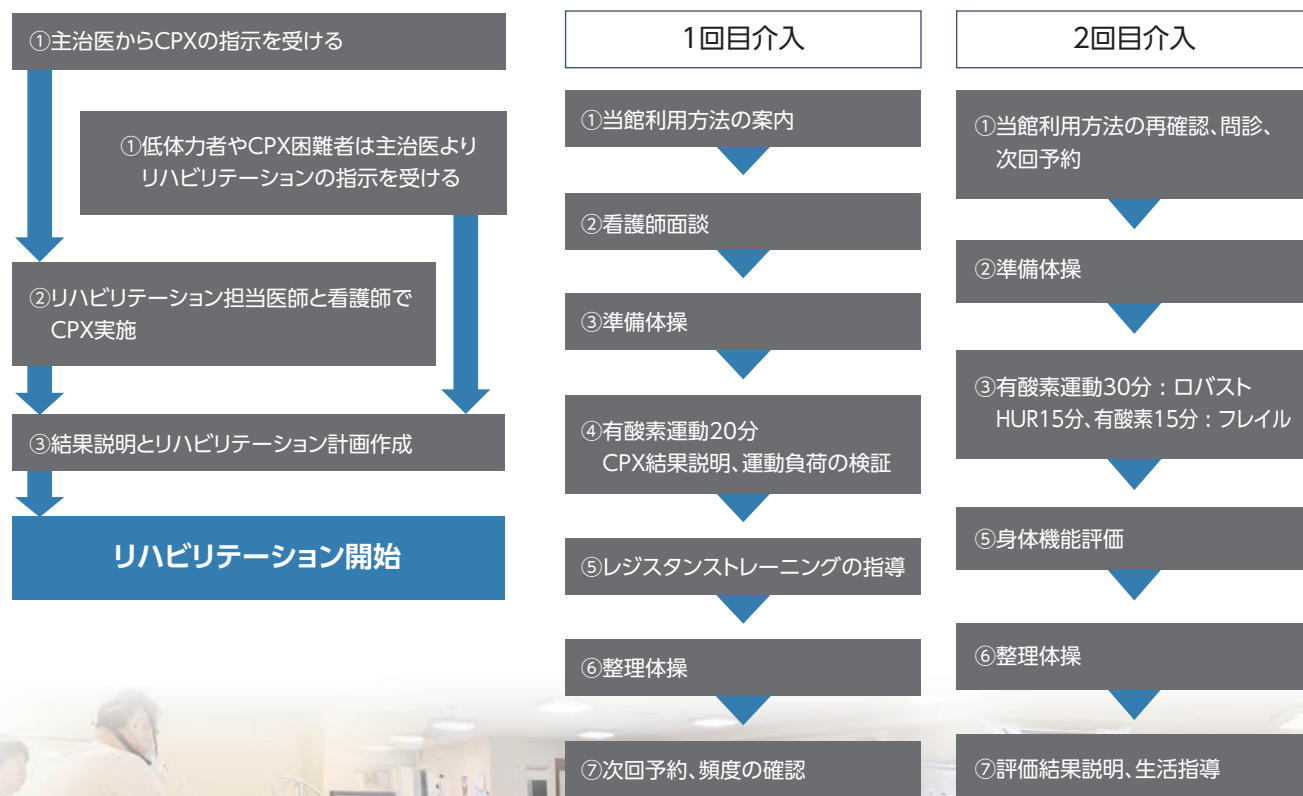 ①主治医からCPXの指示を受ける
①低体力者やCPX困難者は主治医より
リハビリテーションの指示を受ける
②リハビリテーション担当医師と看護師で
CPX実施
③結果説明とリハビリテーション計画作成
リハビリテーション開始
1回目介入
①当館利用方法の案内
②看護師面談
③準備体操
④有酸素運動20分
CPX結果説明、運動負荷の検証
⑤レジスタンストレーニングの指導
⑥整理体操
⑦次回予約、頻度の確認
2回目介入
①当館利用方法の再確認、問診、
次回予約
②準備体操
③有酸素運動30分：ロバスト
HUR15分、有酸素15分：フレイル
⑤身体機能評価
⑥整理体操
⑦評価結果説明、生活指導